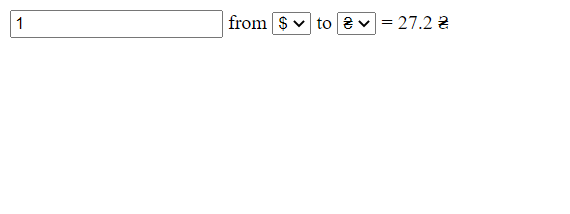 1 from $ to ₴ = 27.2 ₴